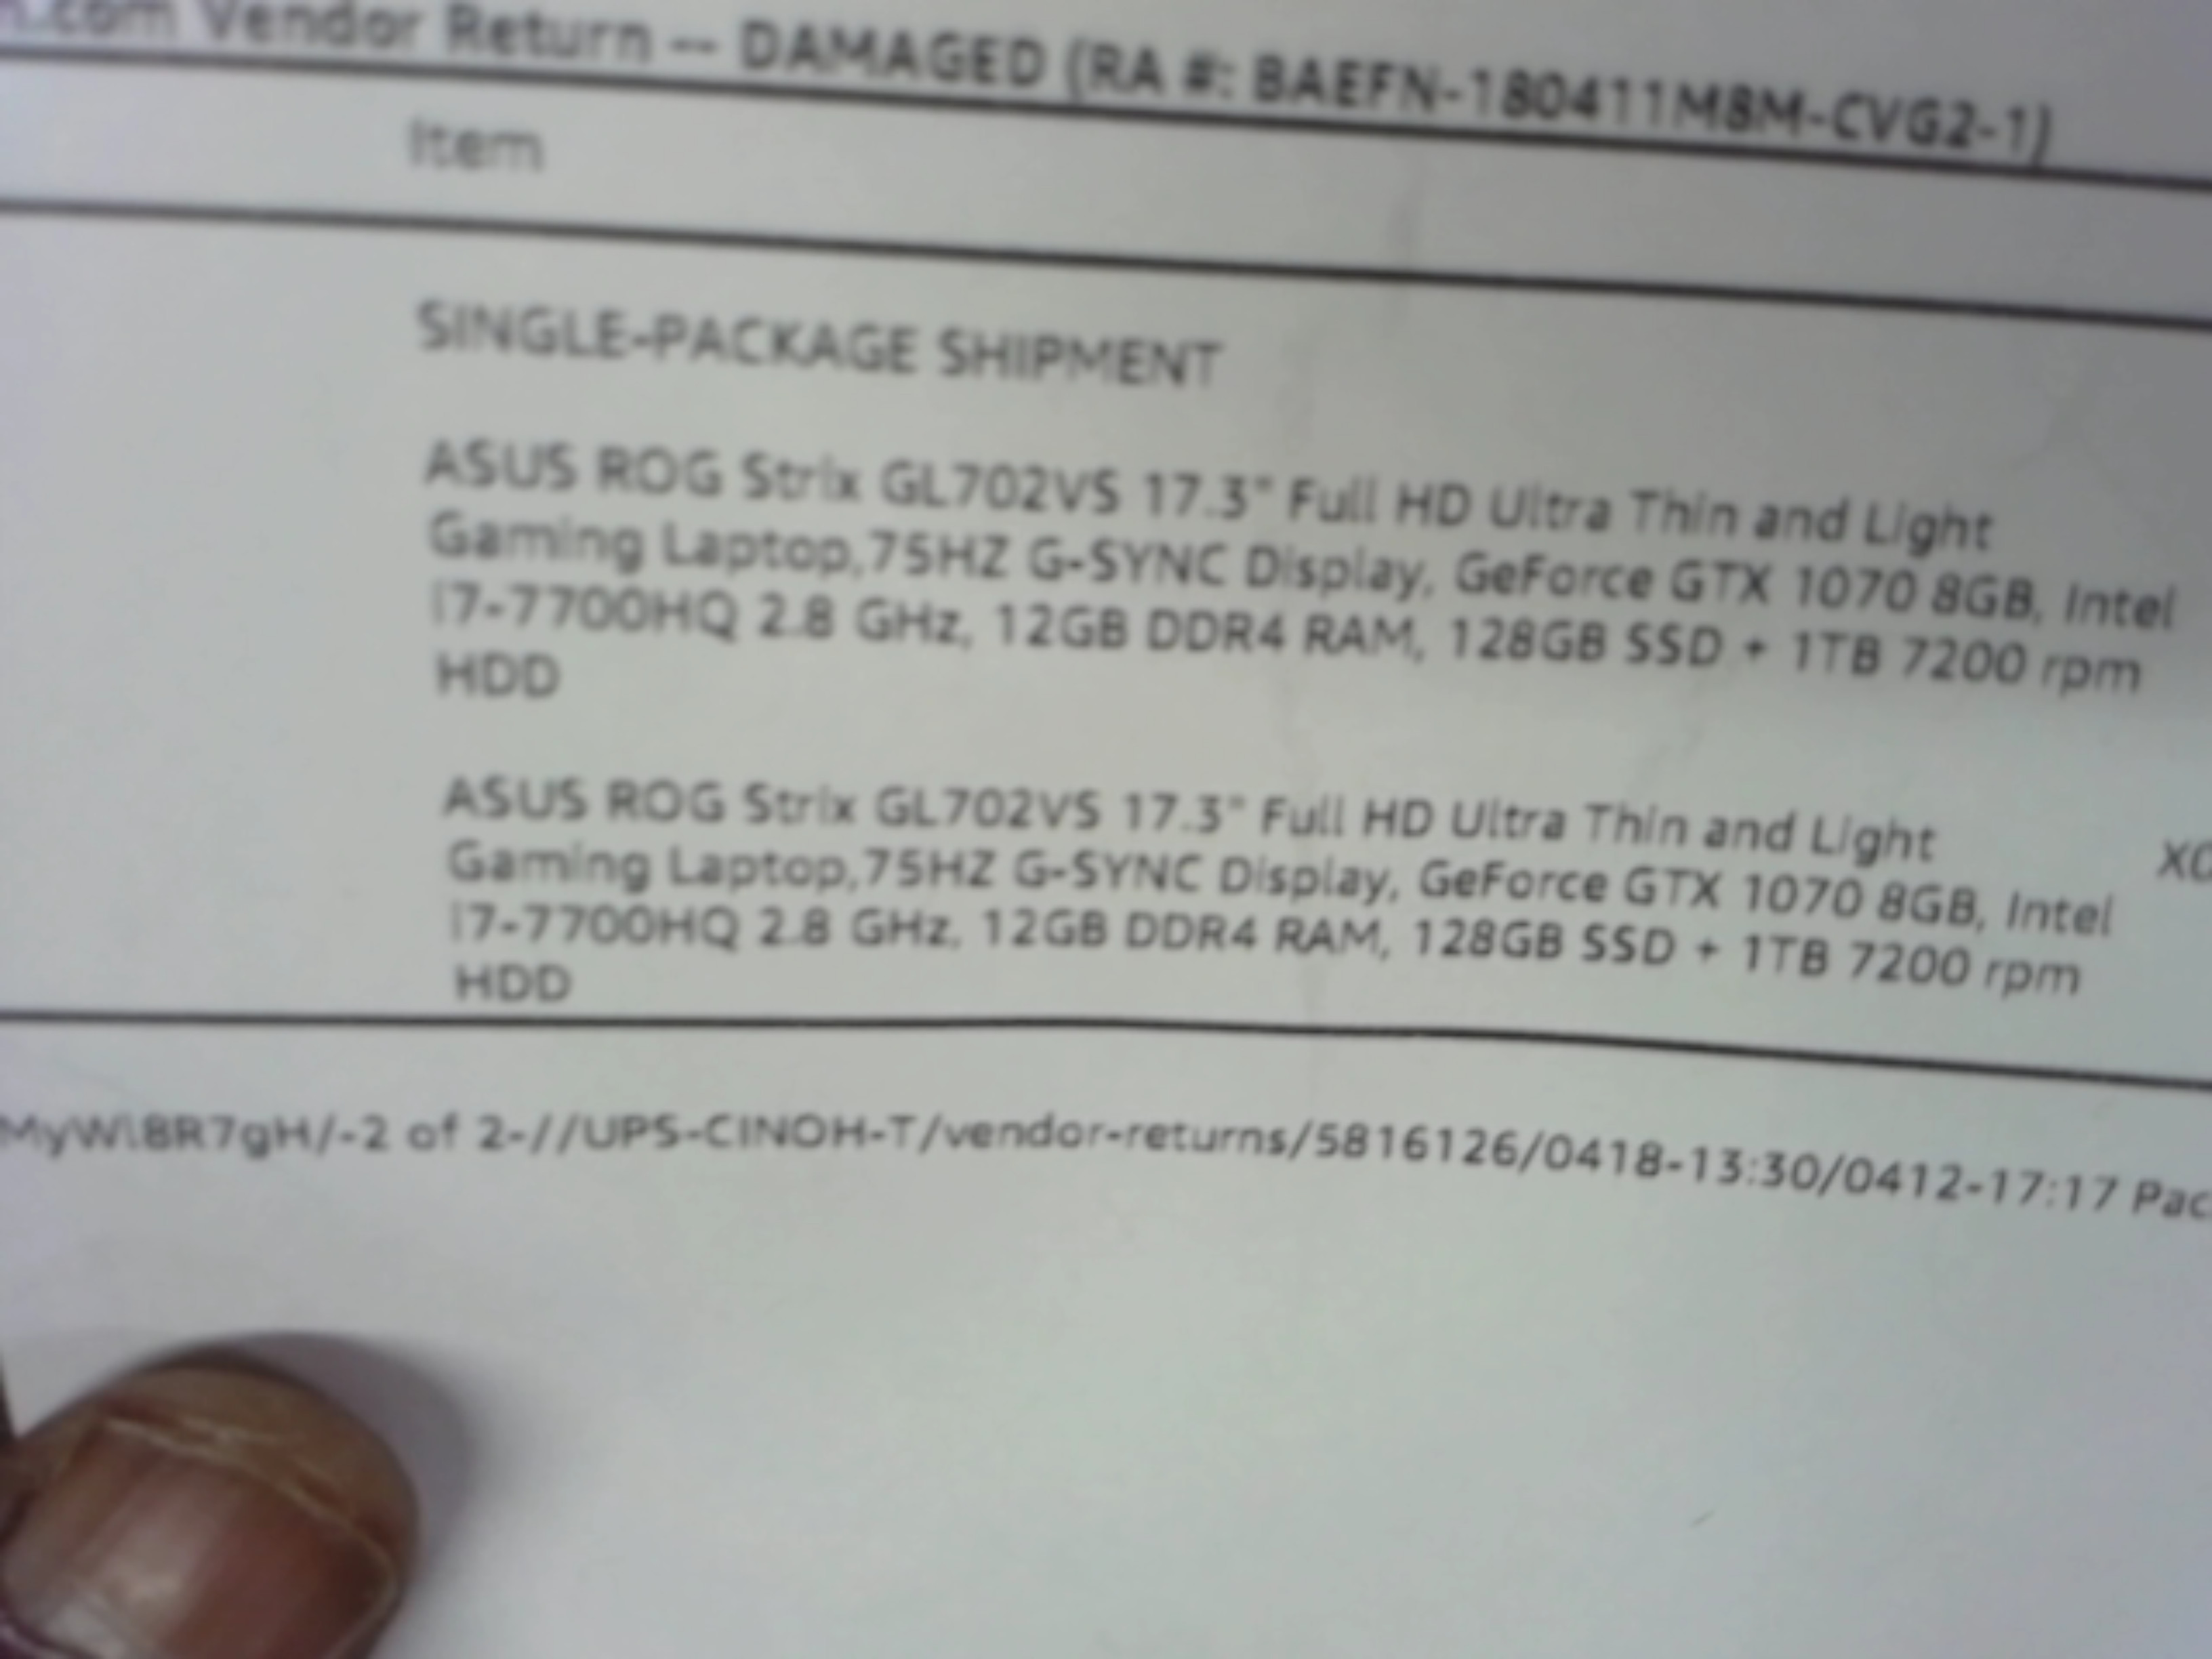 n.com Vendor Return -- DAMAGED (RA #: BAEFN-180411M8M-CVG2-1)
Item
SINGLE-PACKAGE SHIPMENT
ASUS ROG Strix GL702VS 17.3" Full HD Ultra Thin and Light
Gaming Laptop,75HZ G-SYNC Display, GeForce GTX 1070 8GB, Intel
i7-7700HQ 2.8 GHz, 12GB DDR4 RAM, 128GB SSD + 1TB 7200 rpm
HDD
ASUS ROG Strix GL702VS 17.3" Full HD Ultra Thin and Light
X0
Gaming Laptop,75HZ G-SYNC Display, GeForce GTX 1070 8GB, Intel
i7-7700HQ 2.8 GHz, 12GB DDR4 RAM, 128GB SSD + 1TB 7200 rpm
HDD
MyWl8R7gH/-2 of 2-//UPS-CINOH-T/vendor-returns/5816126/0418-13:30/0412-17:17 Pac